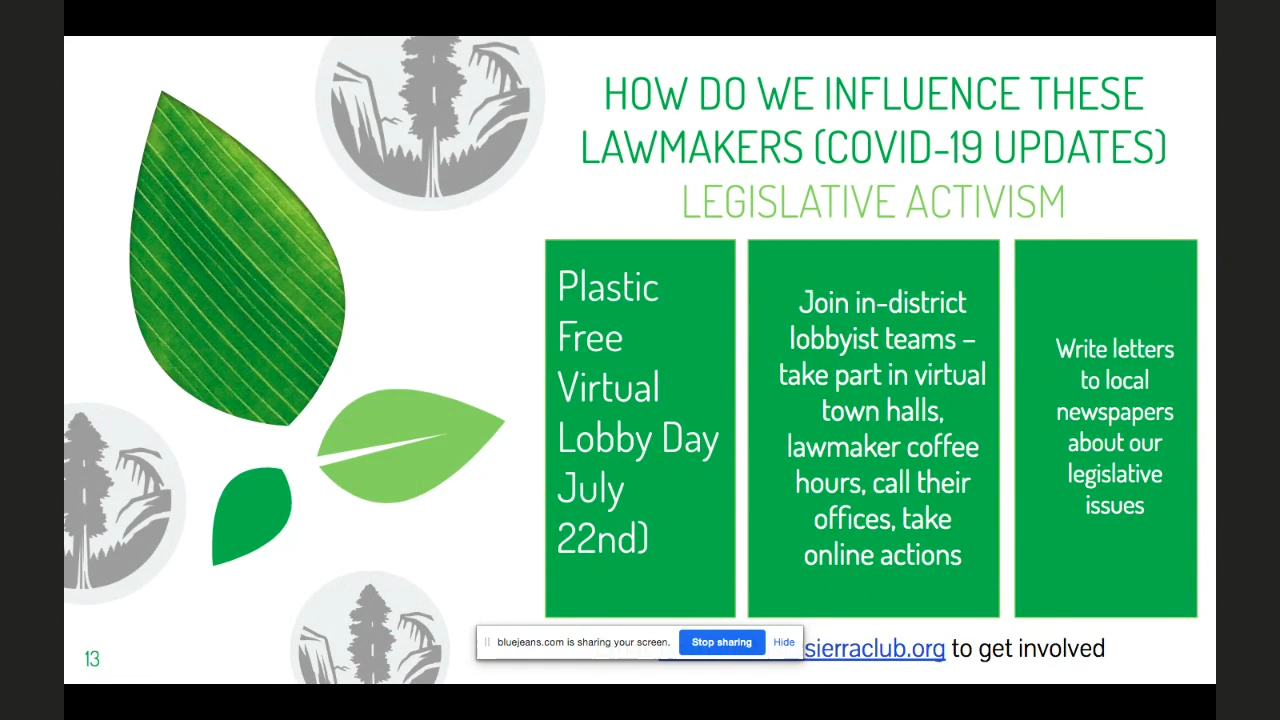 HOW DO WE INFLUENCE THESE
LAWMAKERS (COVID-19 UPDATES)
LEGISLATIVE ACTIVISM
Plastic
Free
Virtual
Lobby Day
July
22nd)
Join in-district
lobbyist teams –
take part in virtual
town halls,
lawmaker coffee
hours, call their
offices, take
online actions
Write letters
to local
newspapers
about our
legislative
issues
bluejeans.com is sharing your screen. Stop sharing Hide
sierraclub.org to get involved
13